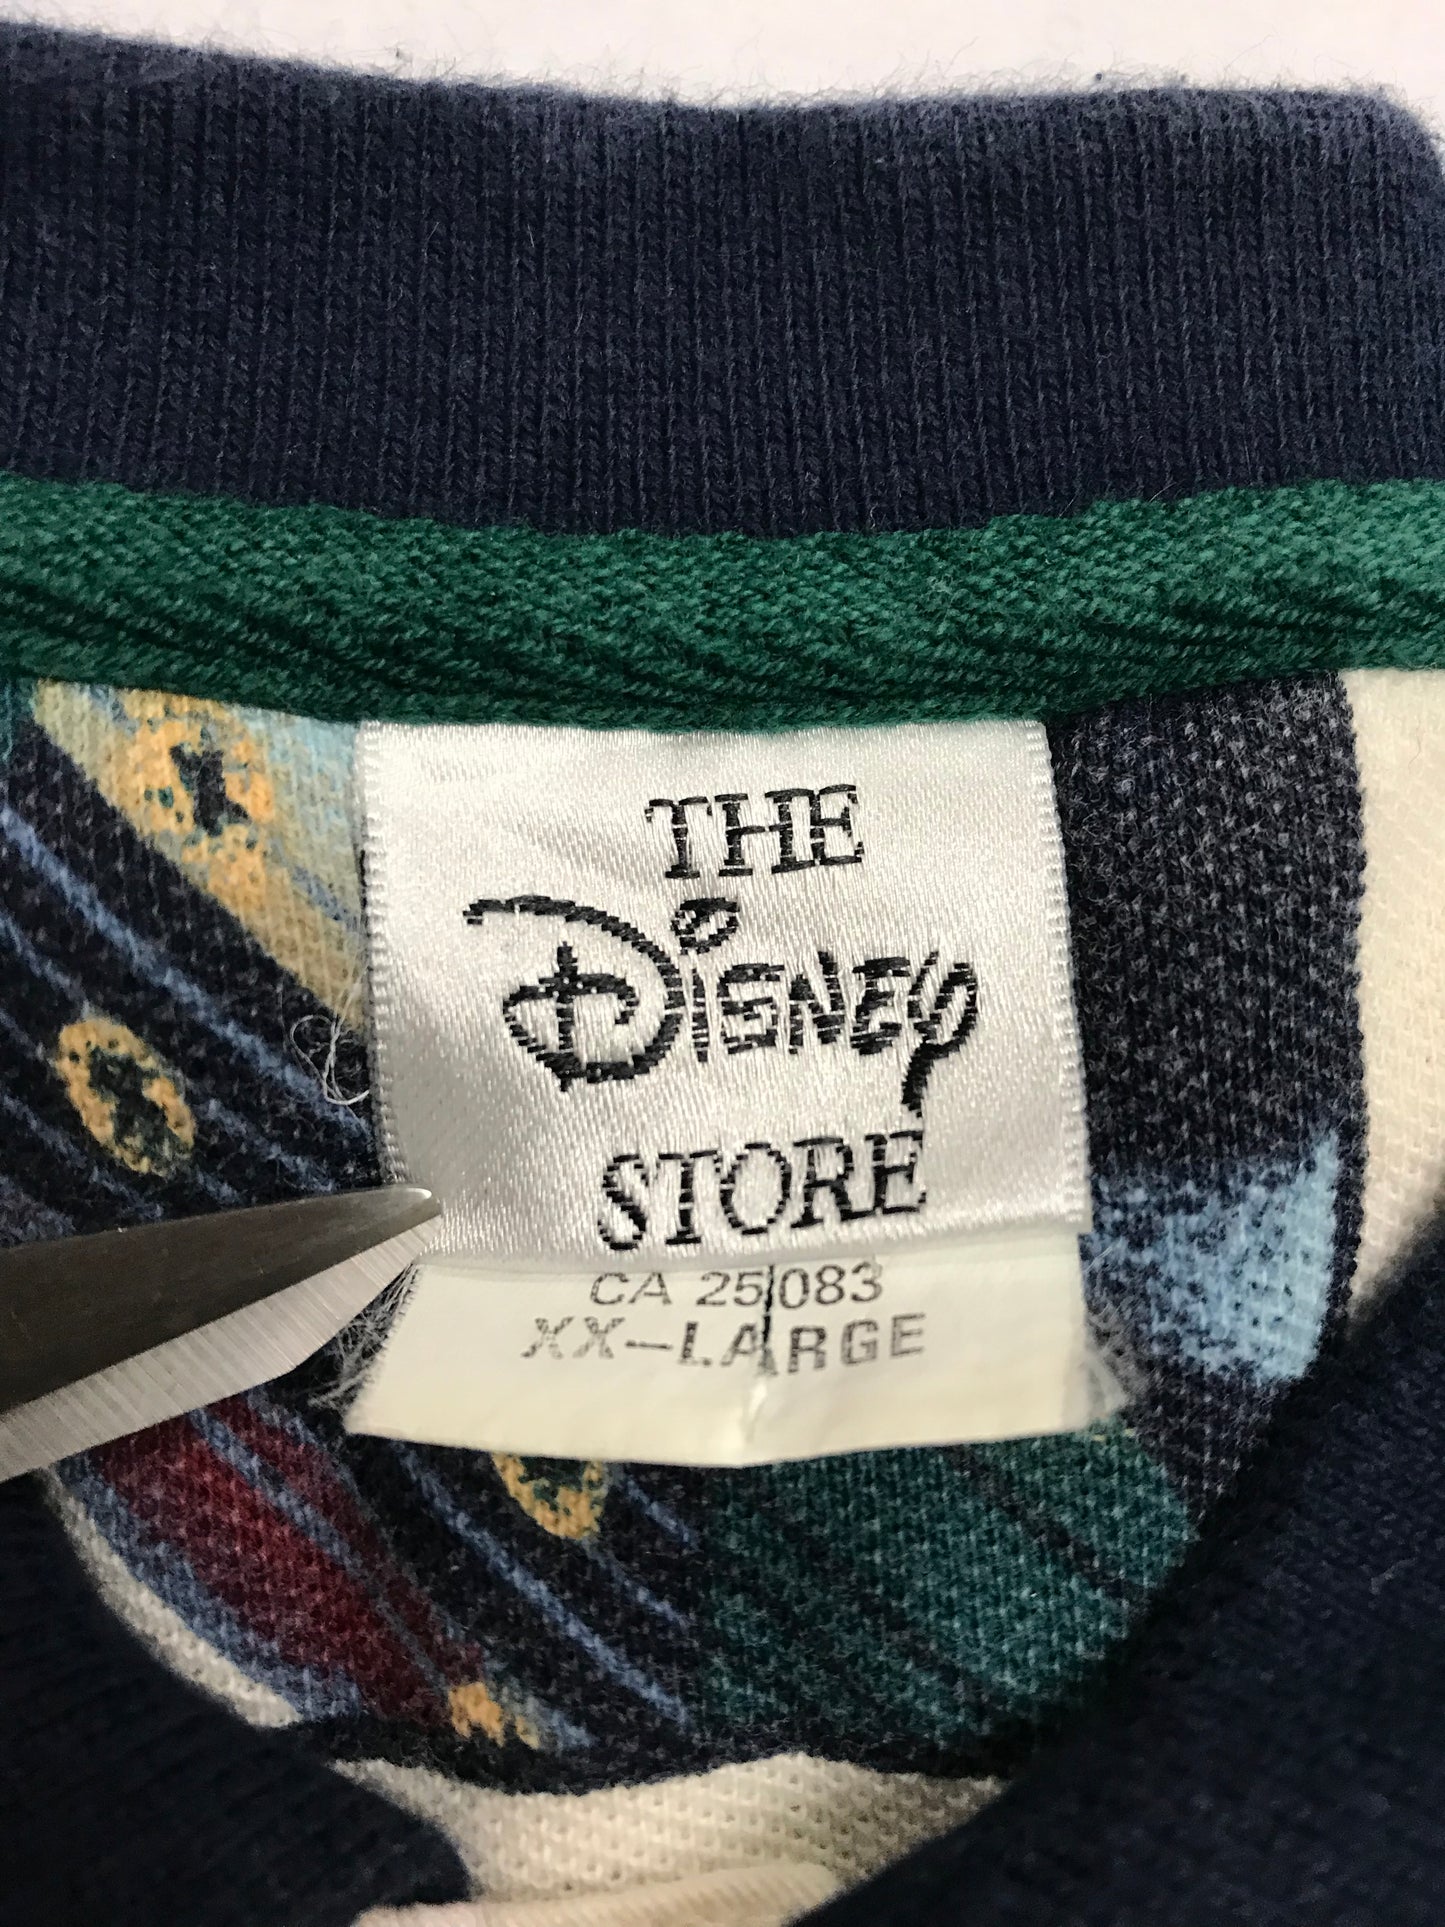 THE
DISNEY
STORE
CA 25083
XX-LARGE